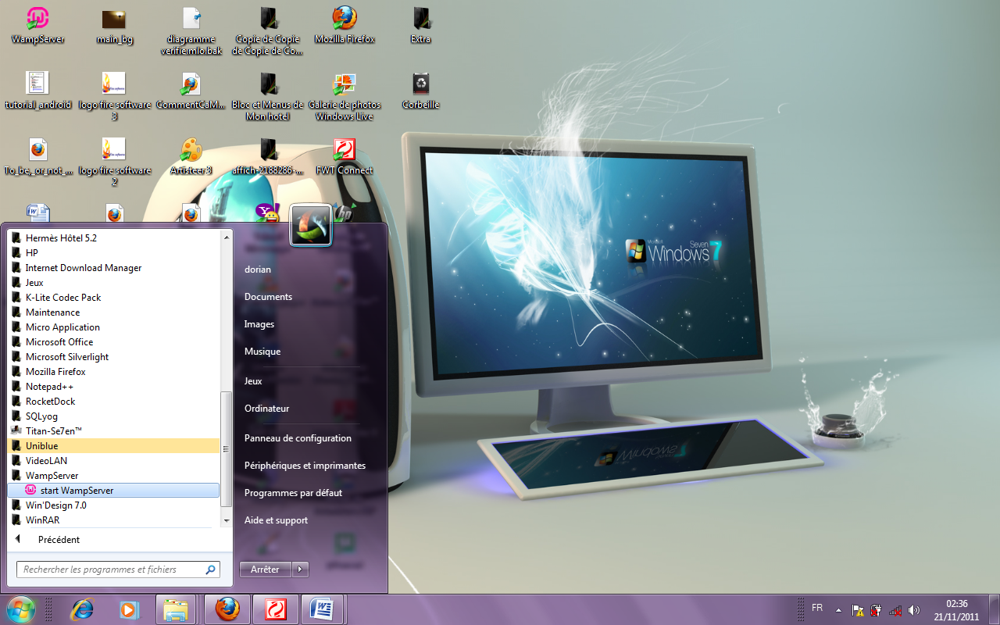 WampServer
main_bg
diagramme
verifie.mlo.bak
Copie de Copie
de Copie de Co...
Mozilla Firefox
Extra
tutorial_android
logo fire software
3
CommentCaM...
Bloc et Menus de
Mon hotel
Galerie de photos
Windows Live
Corbeille
To_be,_or_not_...
logo fire software
2
Artisteer 3
affich-2188286-...
FWT Connect
Seven
Windows 7
Hermès Hôtel 5.2
HP
Internet Download Manager
Jeux
K-Lite Codec Pack
Maintenance
Micro Application
Microsoft Office
Microsoft Silverlight
Mozilla Firefox
Notepad++
RocketDock
SQLyog
Titan-Se7en™
Uniblue
VideoLAN
WampServer
start WampServer
Win'Design 7.0
WinRAR
Précédent
Rechercher les programmes et fichiers
dorian
Documents
Images
Musique
Jeux
Ordinateur
Panneau de configuration
Périphériques et imprimantes
Programmes par défaut
Aide et support
Arrêter
FR
02:36
21/11/2011